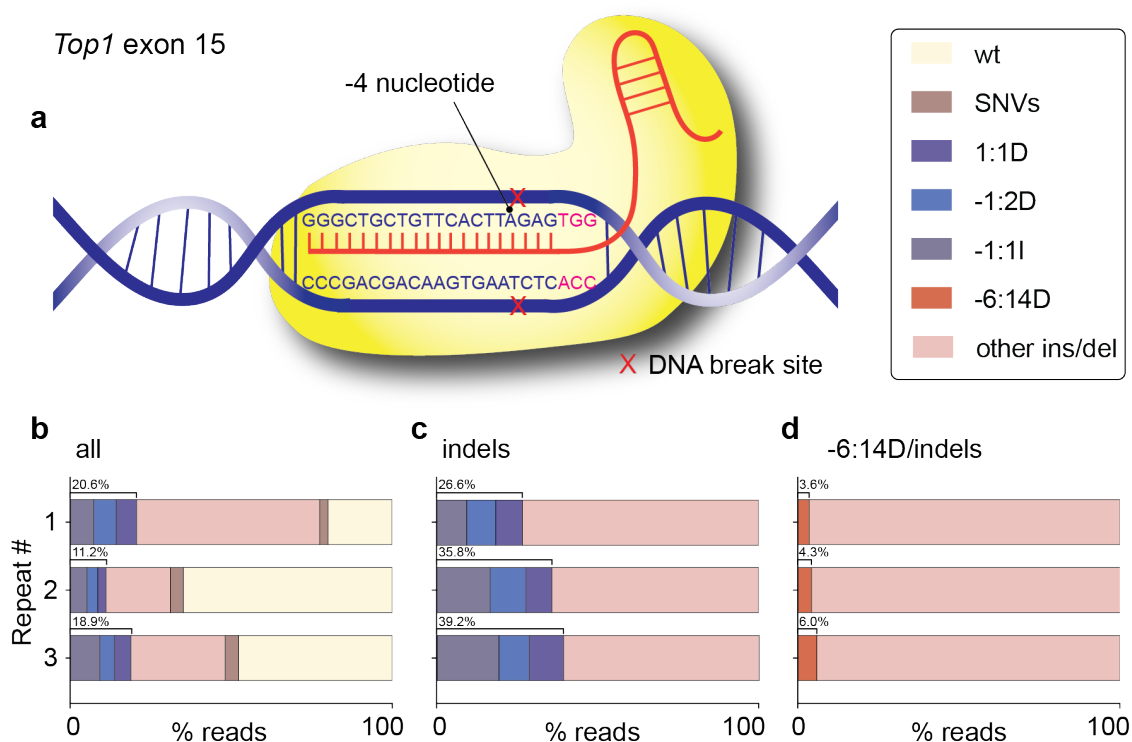 Top1 exon 15
a
-4 nucleotide
X
GGGCTGCTGTTCACTTAGAGTGG
CCCGACGACAAGTGAATCTCACC
X
X DNA break site
wt
SNVs
1:1D
-1:2D
-1:1I
-6:14D
other ins/del
b
all
Repeat #
20.6%
1
11.2%
2
18.9%
3
0
100
% reads
c
indels
26.6%
35.8%
39.2%
0
100
% reads
d
-6:14D/indels
3.6%
4.3%
6.0%
0
100
% reads